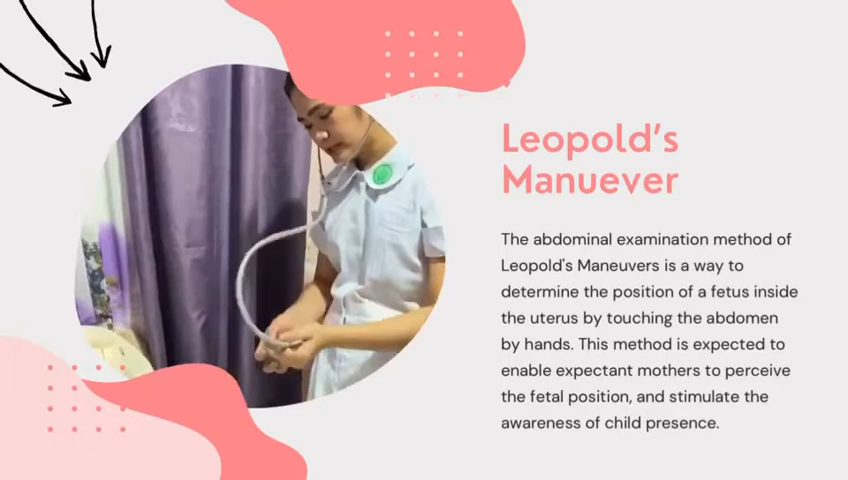 Leopold's
Manuever
The abdominal examination method of
Leopold's Maneuvers is a way to
determine the position of a fetus inside
the uterus by touching the abdomen
by hands. This method is expected to
enable expectant mothers to perceive
the fetal position, and stimulate the
awareness of child presence.